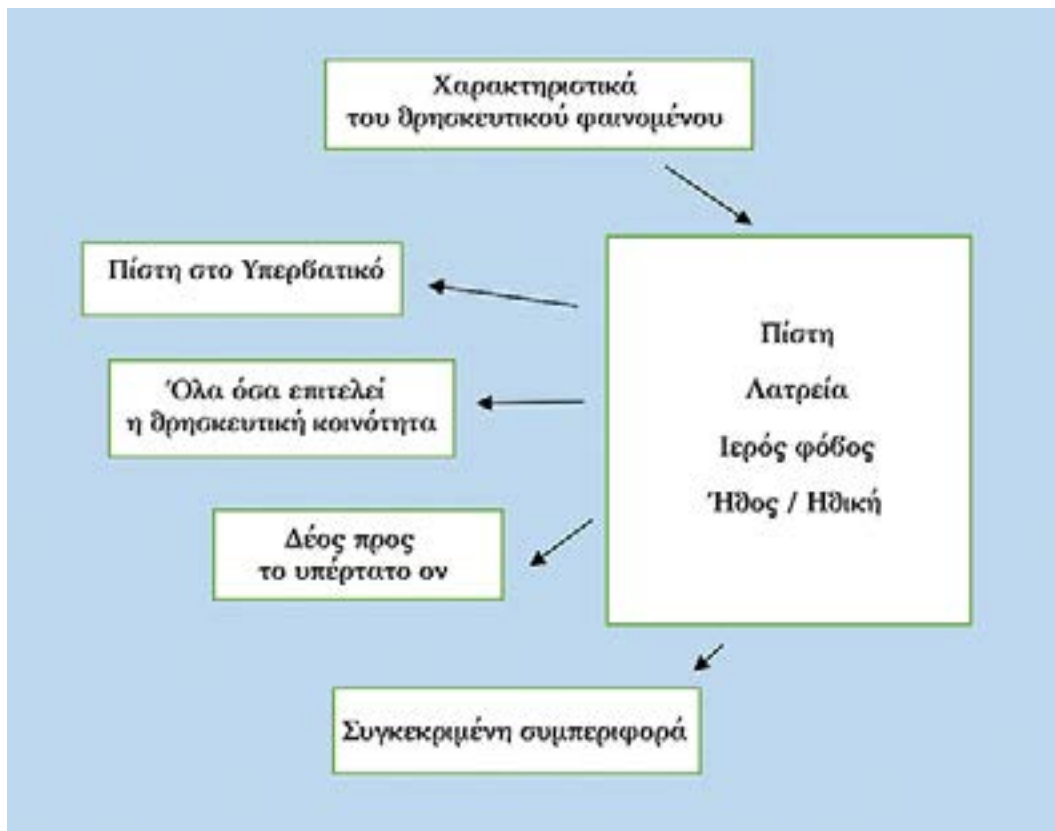 Χαρακτηριστικά
του θρησκευτικού φαινομένου
Πίστη στο Υπερβατικό
Όλα όσα επιτελεί
η θρησκευτική κοινότητα
Δέος προς
το υπέρτατο ον
Συγκεκριμένη συμπεριφορά
Πίστη
Λατρεία
Ιερός φόβος
Ήθος / Ηθική